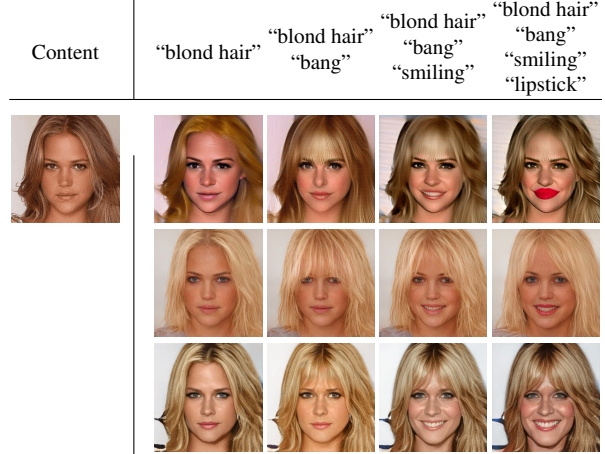 Content
“blond hair”
“blond hair”
“bang”
“blond hair”
“bang”
“smiling”
“blond hair”
“bang”
“smiling”
“lipstick”